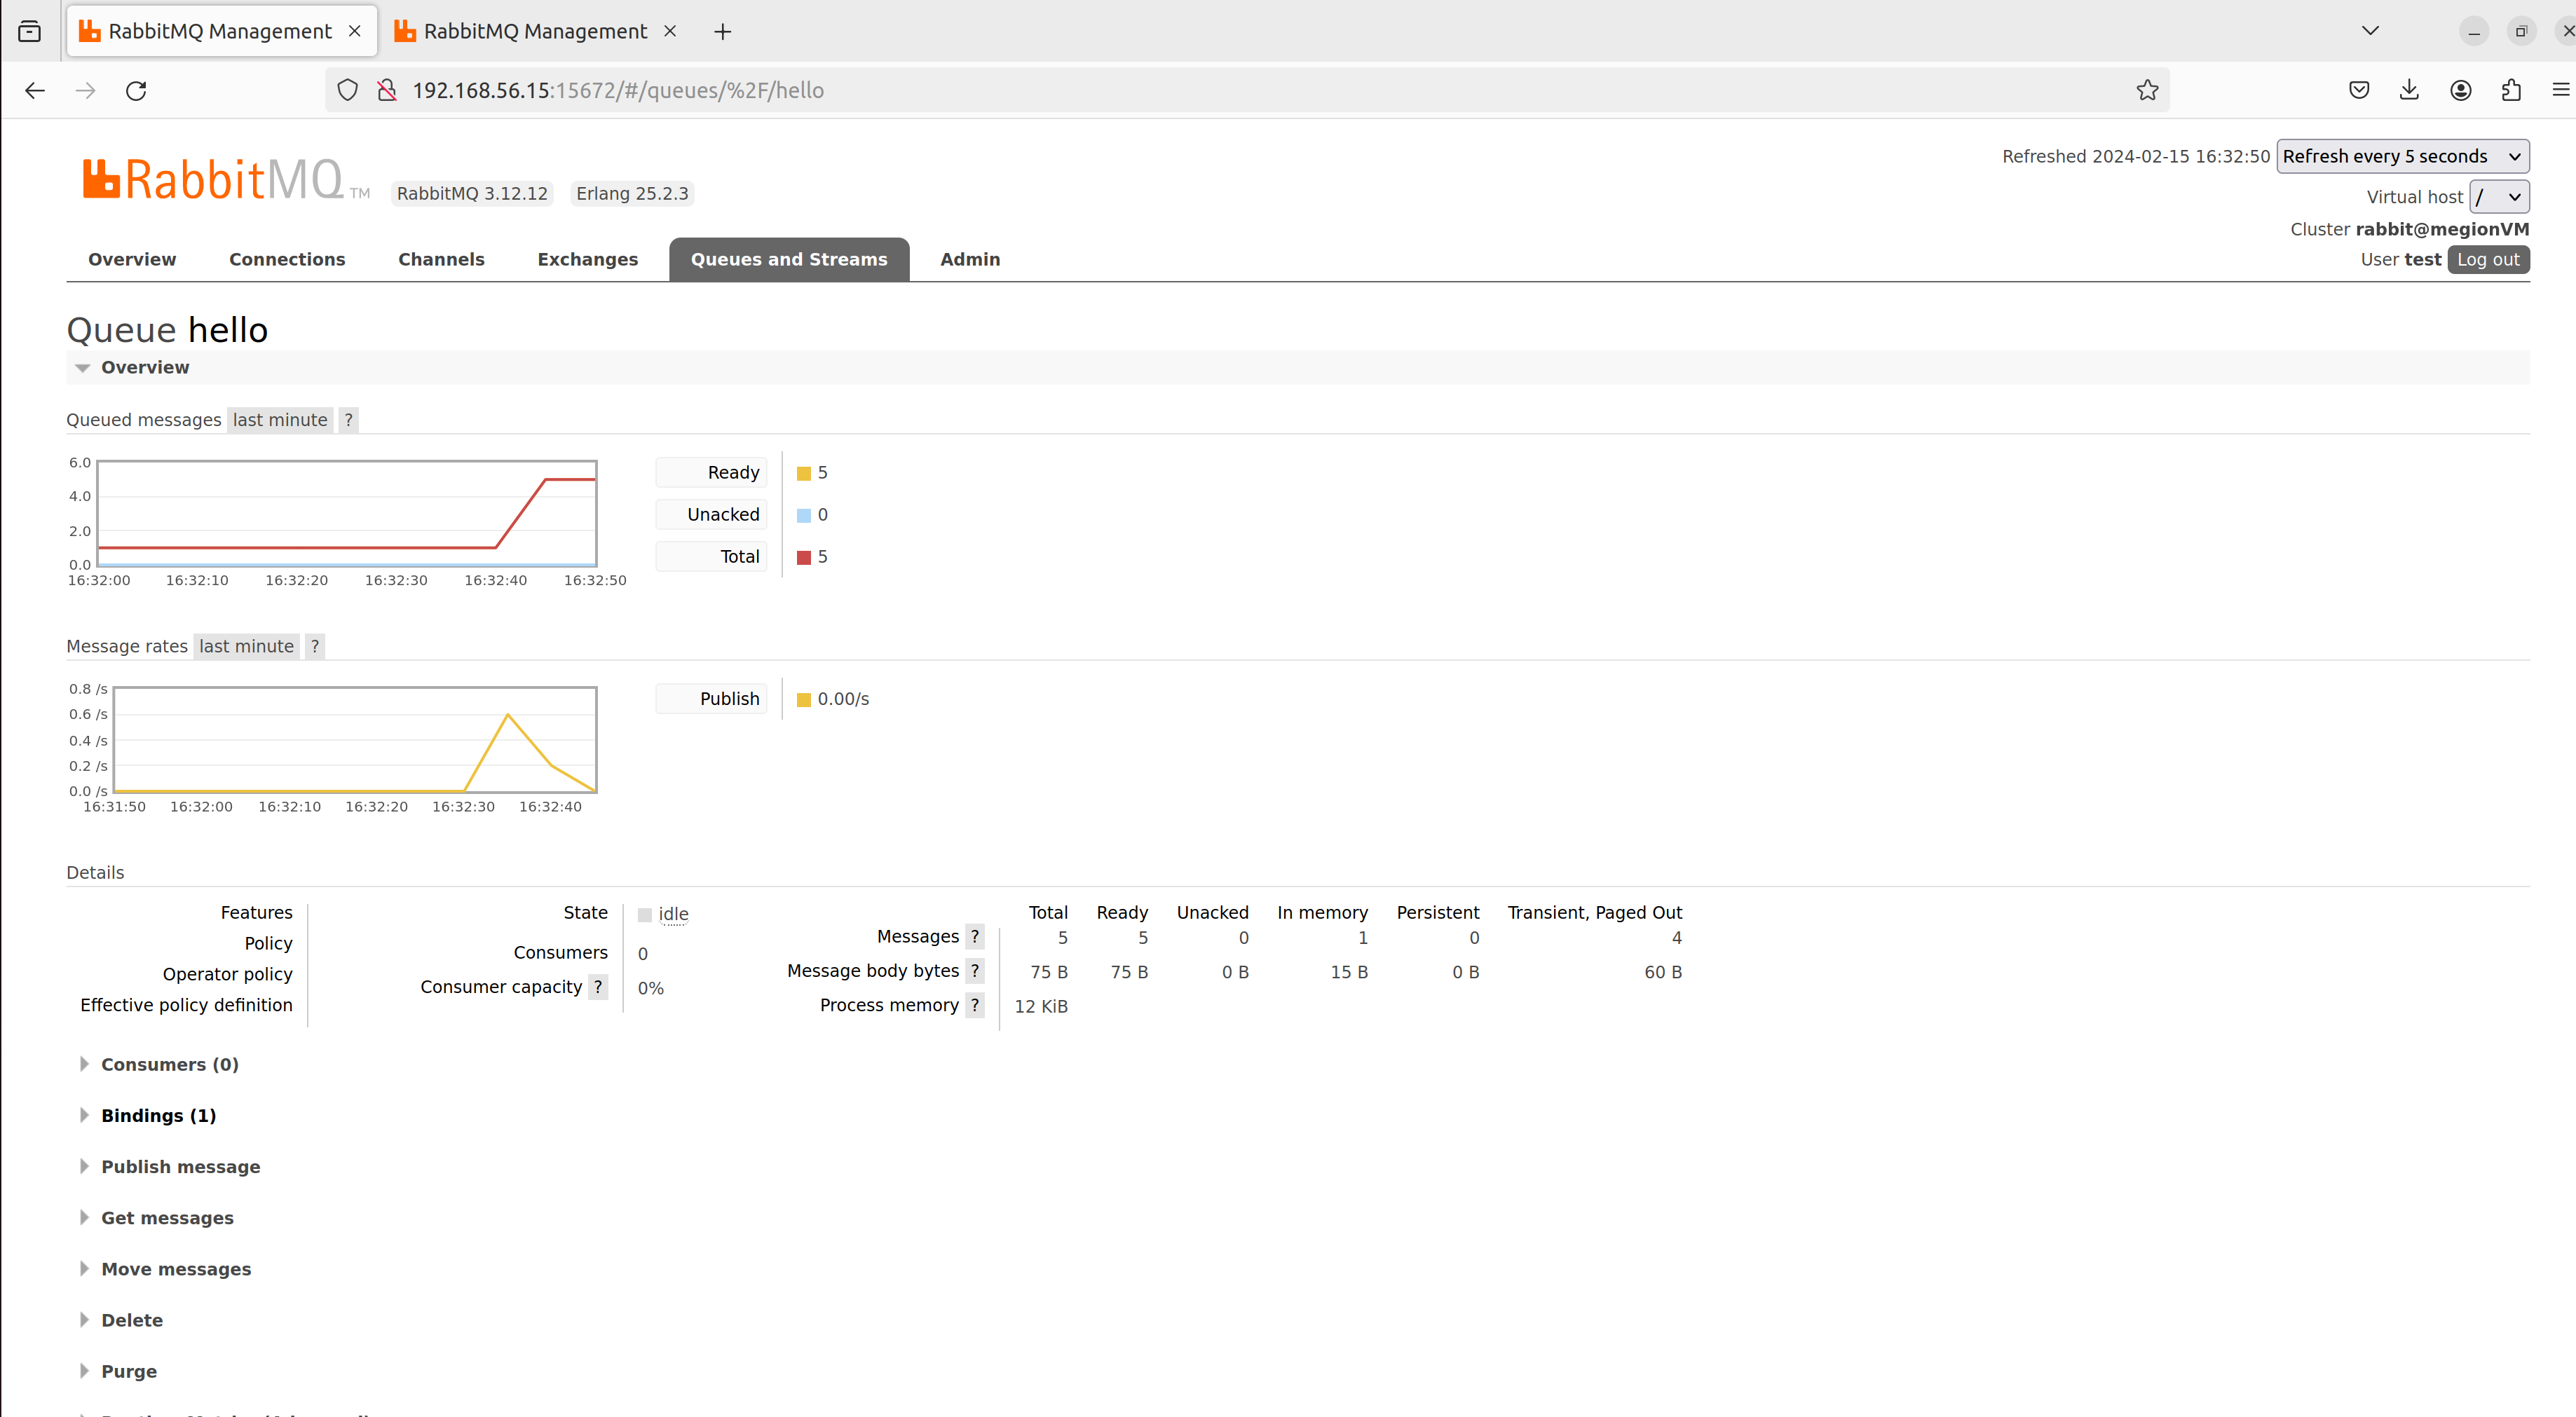 RabbitMQ Management
RabbitMQ Management
192.168.56.15:15672/#/queues/%2F/hello
RabbitMQ TM
RabbitMQ 3.12.12
Erlang 25.2.3
Refreshed 2024-02-15 16:32:50
Refresh every 5 seconds
Virtual host /
Cluster rabbit@megionVM
User test Log out
Overview Connections Channels Exchanges Queues and Streams Admin
Queue hello
Overview
Queued messages last minute ?
6.0
4.0
2.0
0.0
16:32:00 16:32:10 16:32:20 16:32:30 16:32:40 16:32:50
Ready 5
Unacked 0
Total 5
Message rates last minute ?
0.8 /s
0.6 /s
0.4 /s
0.2 /s
0.0 /s
16:31:50 16:32:00 16:32:10 16:32:20 16:32:30 16:32:40
Publish 0.00/s
Details
Features
Policy
Operator policy
Effective policy definition
State idle
Consumers 0
Consumer capacity ? 0%
Total Ready Unacked In memory Persistent Transient, Paged Out
Messages ? 5 5 0 1 0 4
Message body bytes ? 75 B 75 B 0 B 15 B 0 B 60 B
Process memory ? 12 KiB
Consumers (0)
Bindings (1)
Publish message
Get messages
Move messages
Delete
Purge